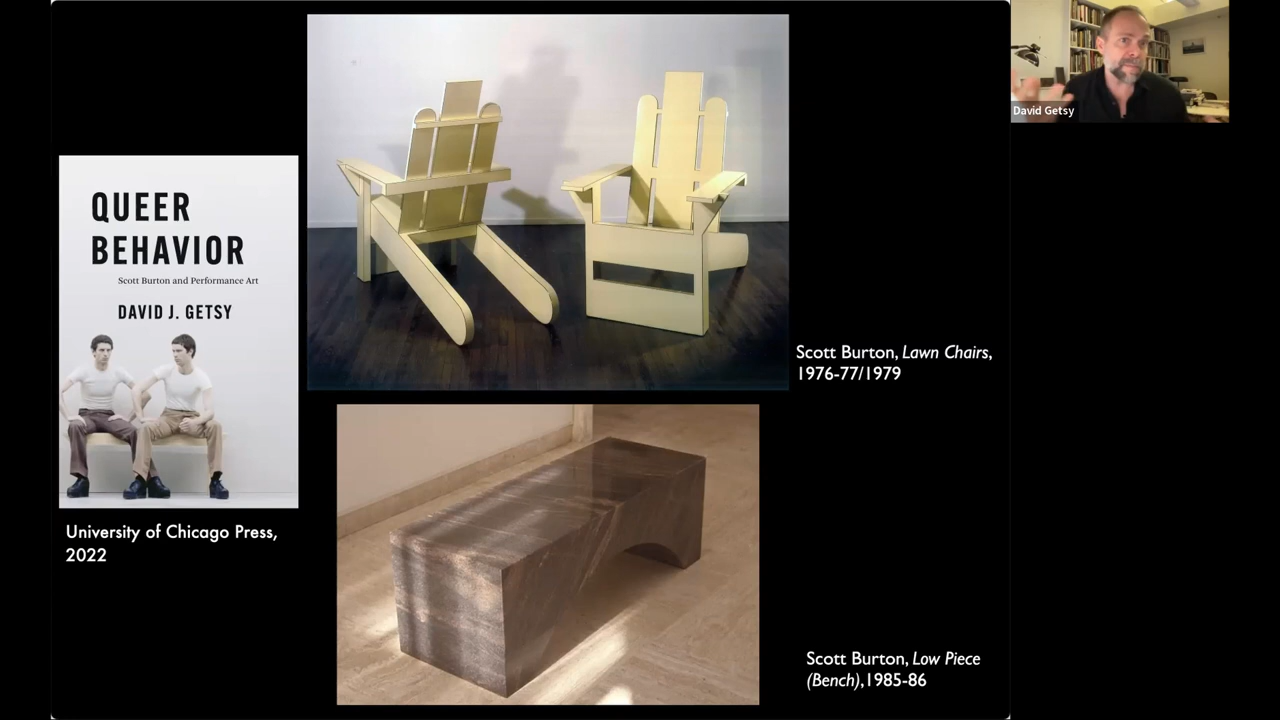 David Getsy
QUEER
BEHAVIOR
Scott Burton and Performance Art
DAVID J. GETSY
University of Chicago Press,
2022
Scott Burton, Lawn Chairs,
1976-77/1979
Scott Burton, Low Piece
(Bench),1985-86